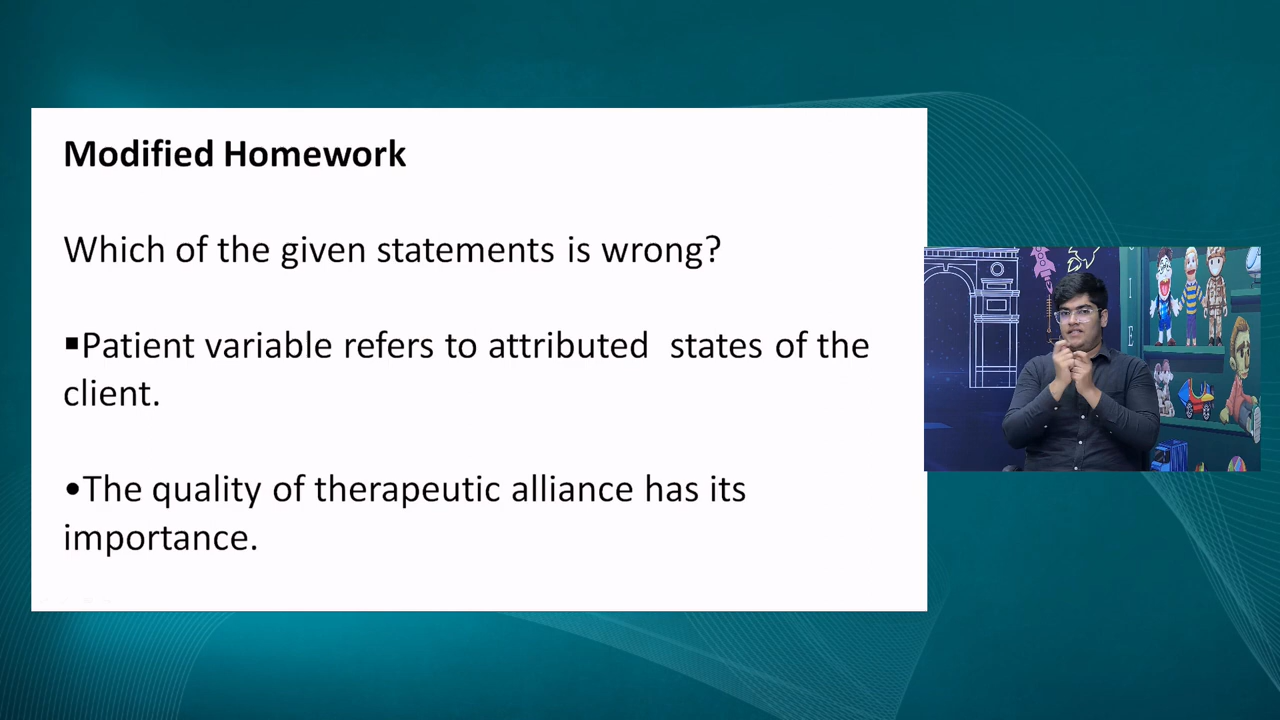 Modified Homework
Which of the given statements is wrong?
▪Patient variable refers to attributed  states of the
client.
•The quality of therapeutic alliance has its
importance.
I
E